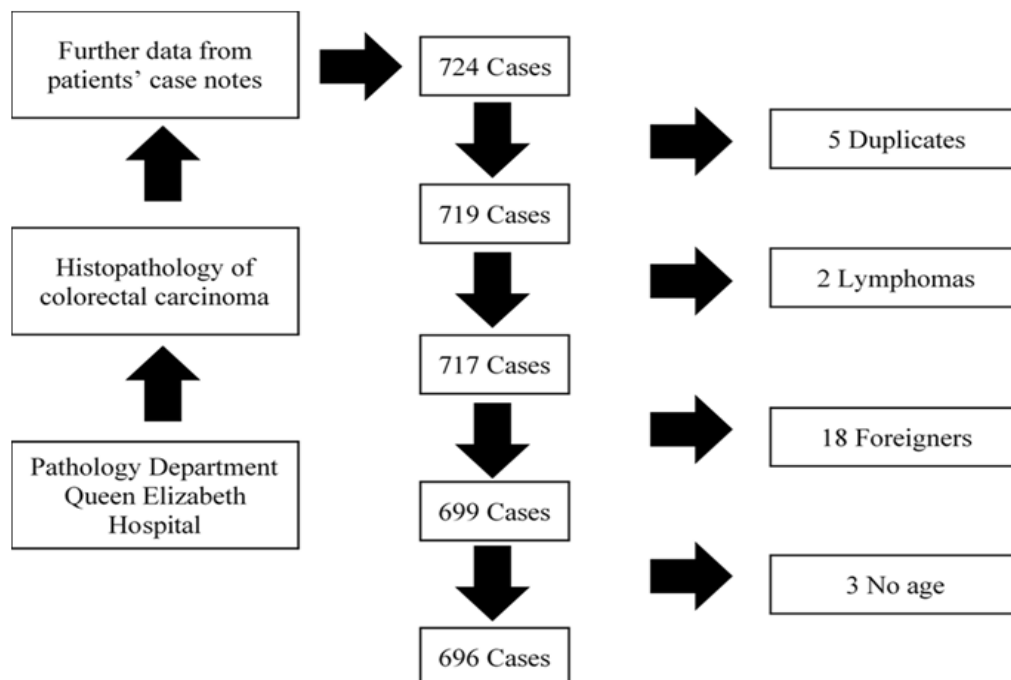 Further data from
patients’ case notes
724 Cases
5 Duplicates
719 Cases
Histopathology of
colorectal carcinoma
2 Lymphomas
717 Cases
18 Foreigners
Pathology Department
Queen Elizabeth
Hospital
699 Cases
3 No age
696 Cases